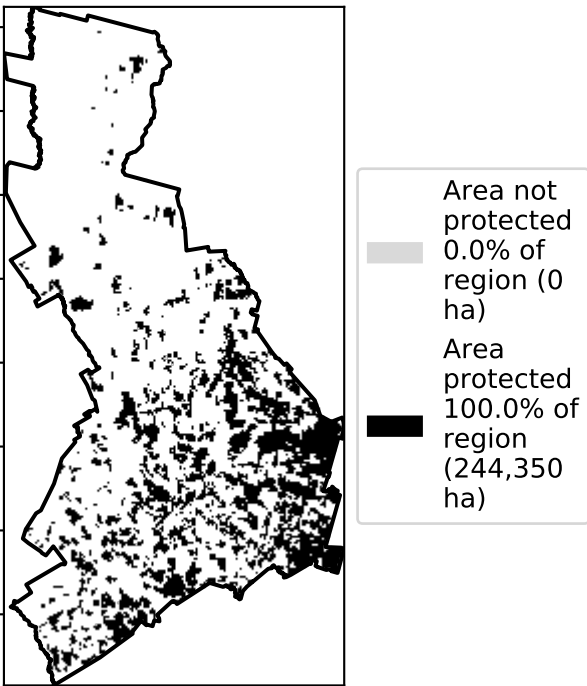 Area not
protected
0.0% of
region (0
ha)
Area
protected
100.0% of
region
(244,350
ha)